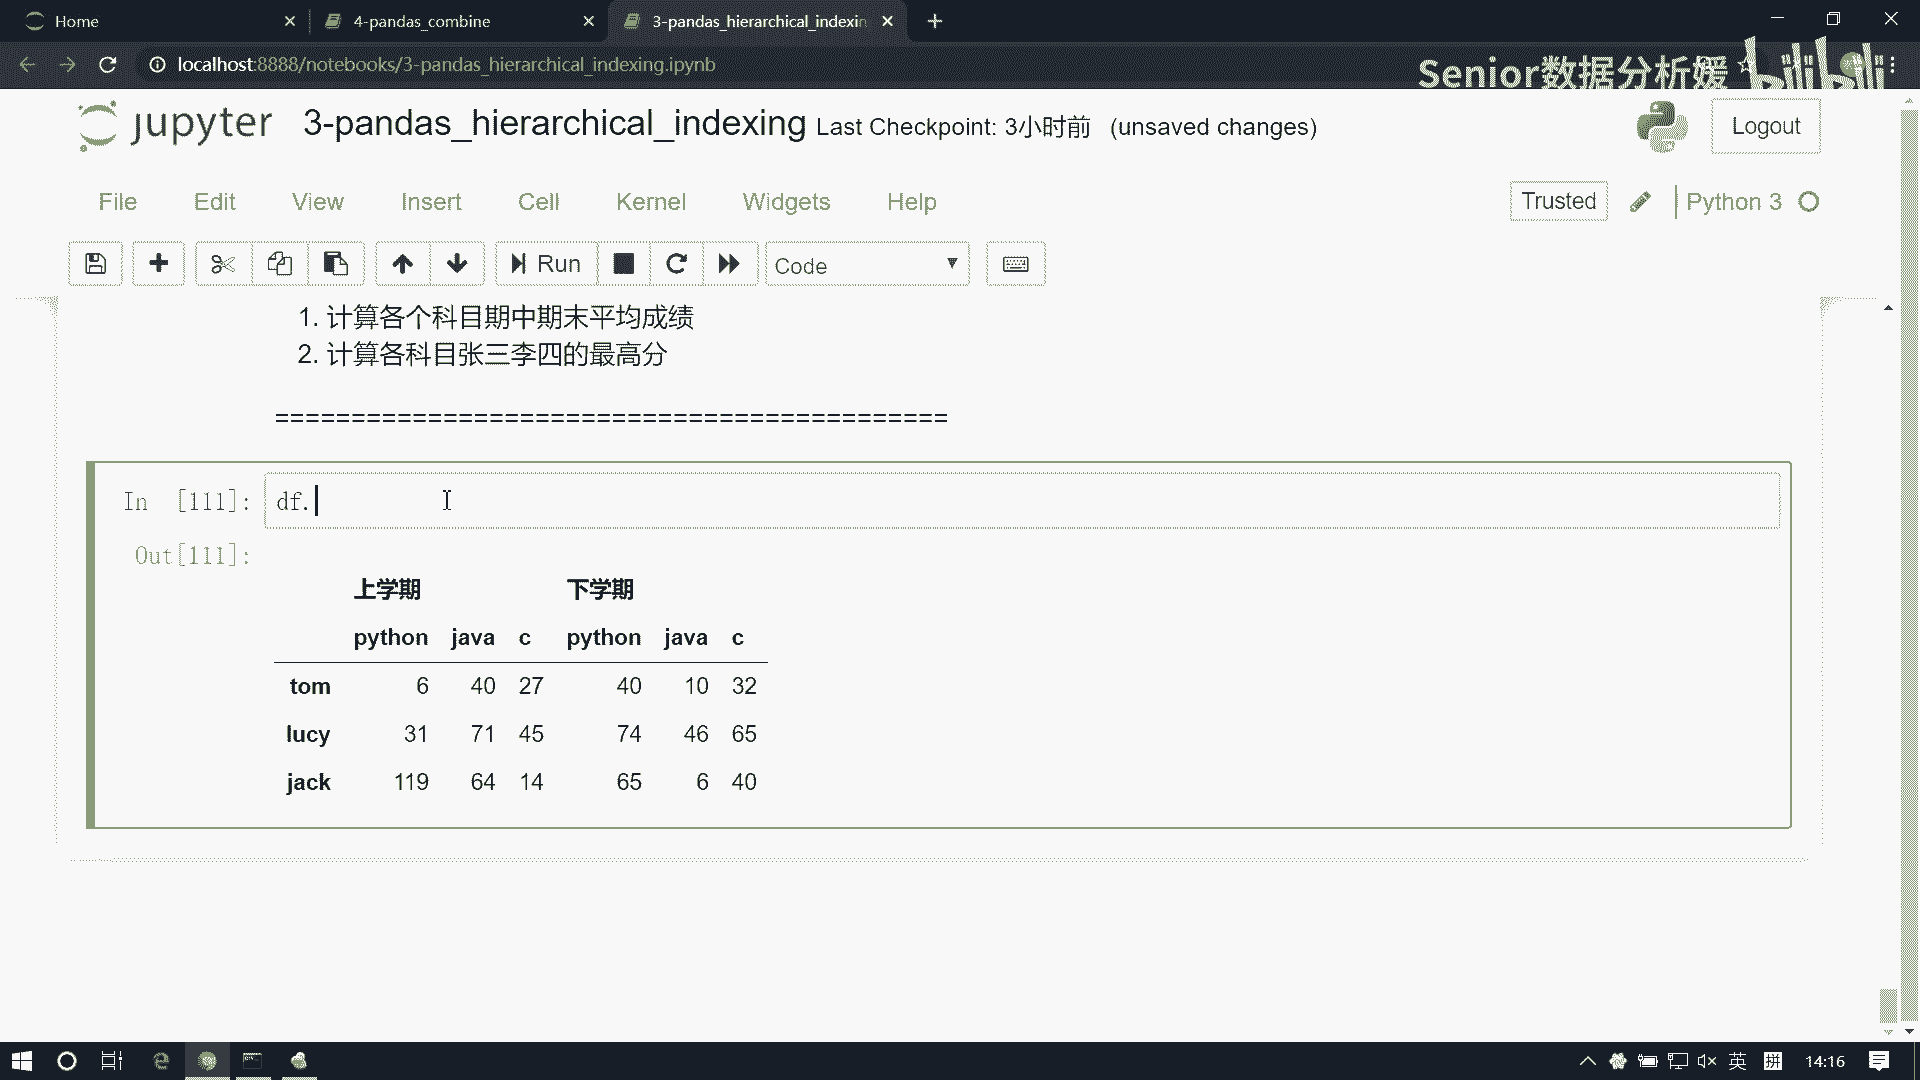 Home
4-pandas_combine
3-pandas_hierarchical_indexin
localhost:8888/notebooks/3-pandas_hierarchical_indexing.ipynb
Senior数据分析媛 bilibili
jupyter 3-pandas_hierarchical_indexing Last Checkpoint: 3小时前 (unsaved changes)
Logout
File Edit View Insert Cell Kernel Widgets Help
Trusted Python 3
Run Code
1. 计算各个科目期中期末平均成绩
2. 计算各科目张三李四的最高分
============================================
In [111]: df.
Out[111]:
上学期 下学期
python java c python java c
tom 6 40 27 40 10 32
lucy 31 71 45 74 46 65
jack 119 64 14 65 6 40
英 拼 14:16